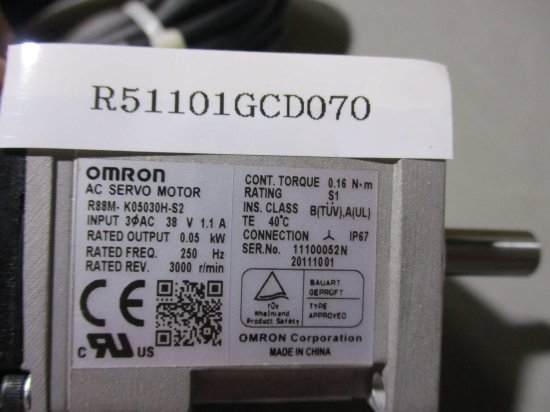 R51101GCD070
OMRON
AC SERVO MOTOR
R88M- K05030H-S2
INPUT 3ØAC 38 V 1.1 A
RATED OUTPUT 0.05 kW
RATED FREQ. 250 Hz
RATED REV. 3000 r/min
CE
C RU US
CONT. TORQUE 0.16 N·m
RATING S1
INS. CLASS B(TÜV),A(UL)
TE 40℃
CONNECTION IP67
SER.No. 11100052N
20111001
TÜV
Rheinland
Product Safety
BAUART
GEPRÜFT
TYPE
APPROVED
OMRON Corporation
MADE IN CHINA